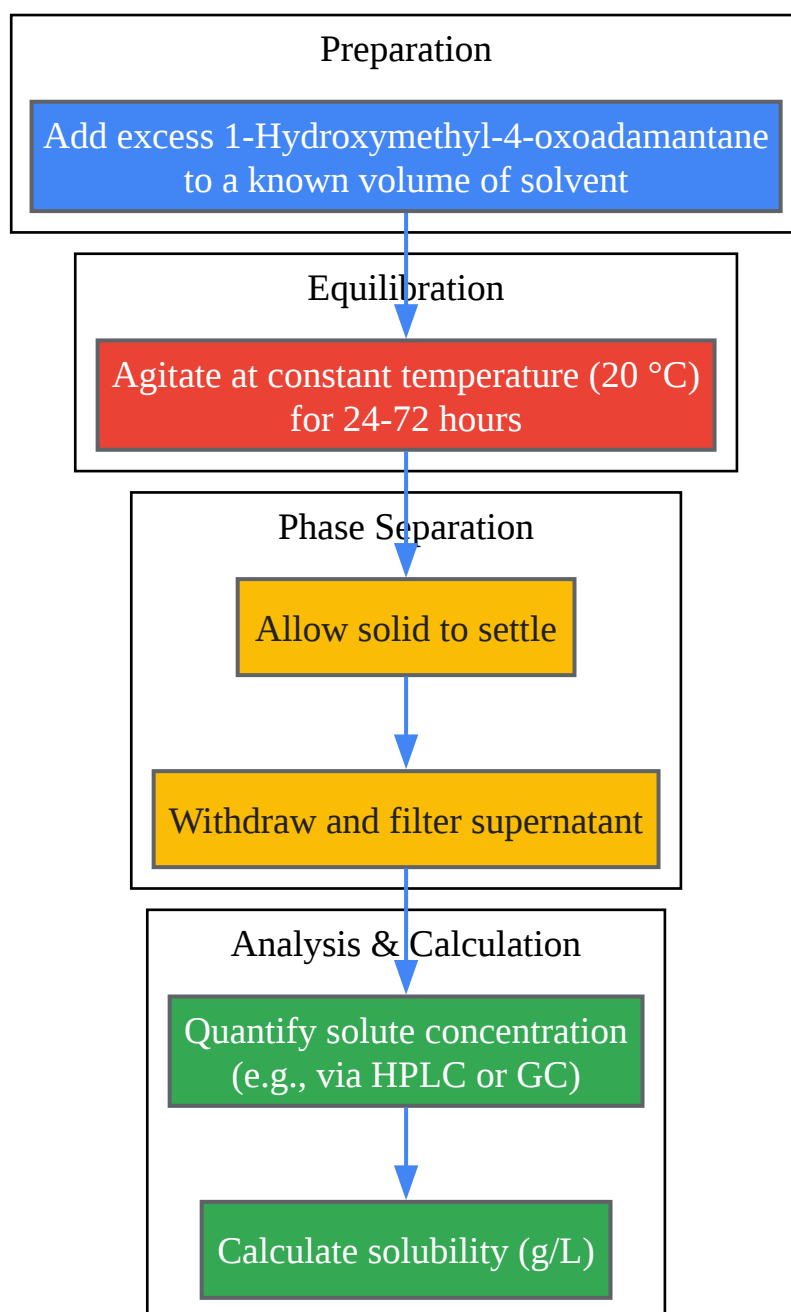 Preparation
Add excess 1-Hydroxymethyl-4-oxoadamantane
to a known volume of solvent
Equilibration
Agitate at constant temperature (20 °C)
for 24-72 hours
Phase Separation
Allow solid to settle
Withdraw and filter supernatant
Analysis & Calculation
Quantify solute concentration
(e.g., via HPLC or GC)
Calculate solubility (g/L)